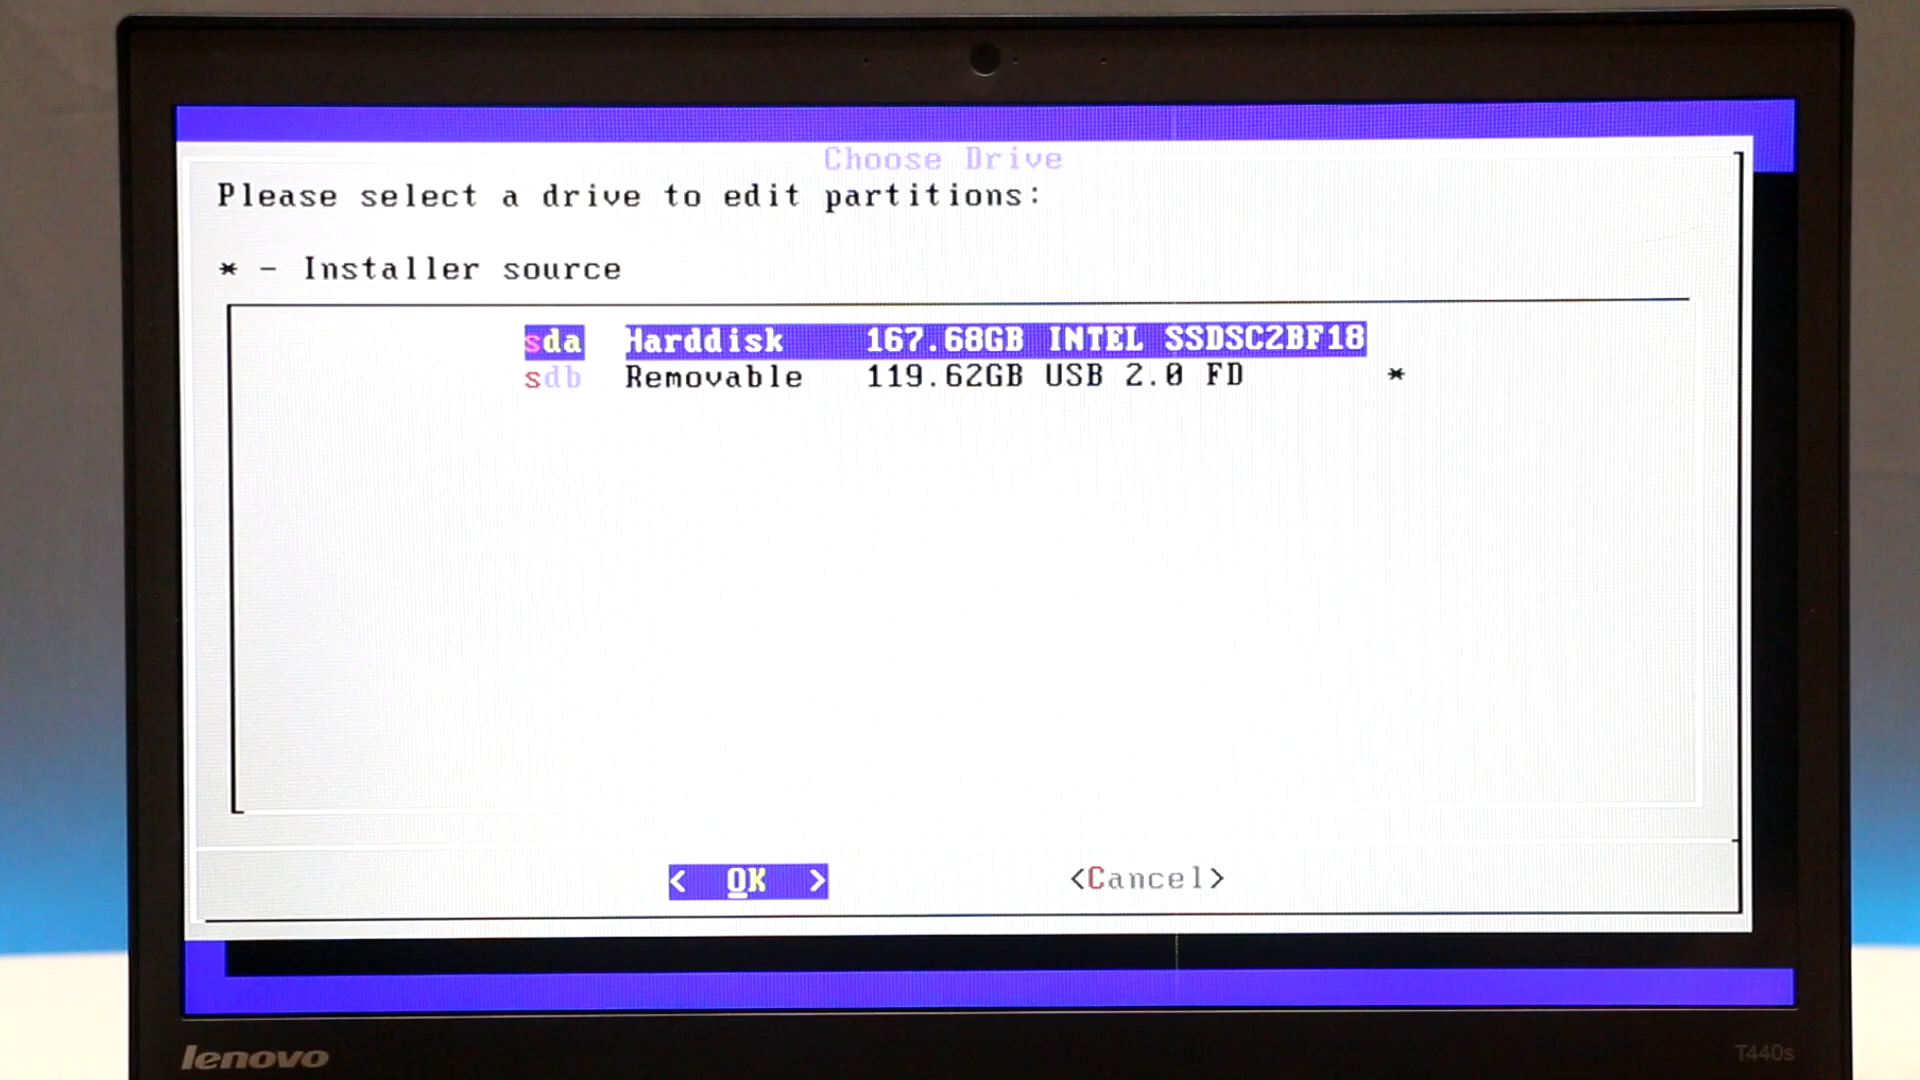 Choose Drive
Please select a drive to edit partitions:
* - Installer source
sda Harddisk 167.68GB INTEL SSDSC2BF18
sdb Removable 119.62GB USB 2.0 FD *
< OK > <Cancel>
lenovo T440s